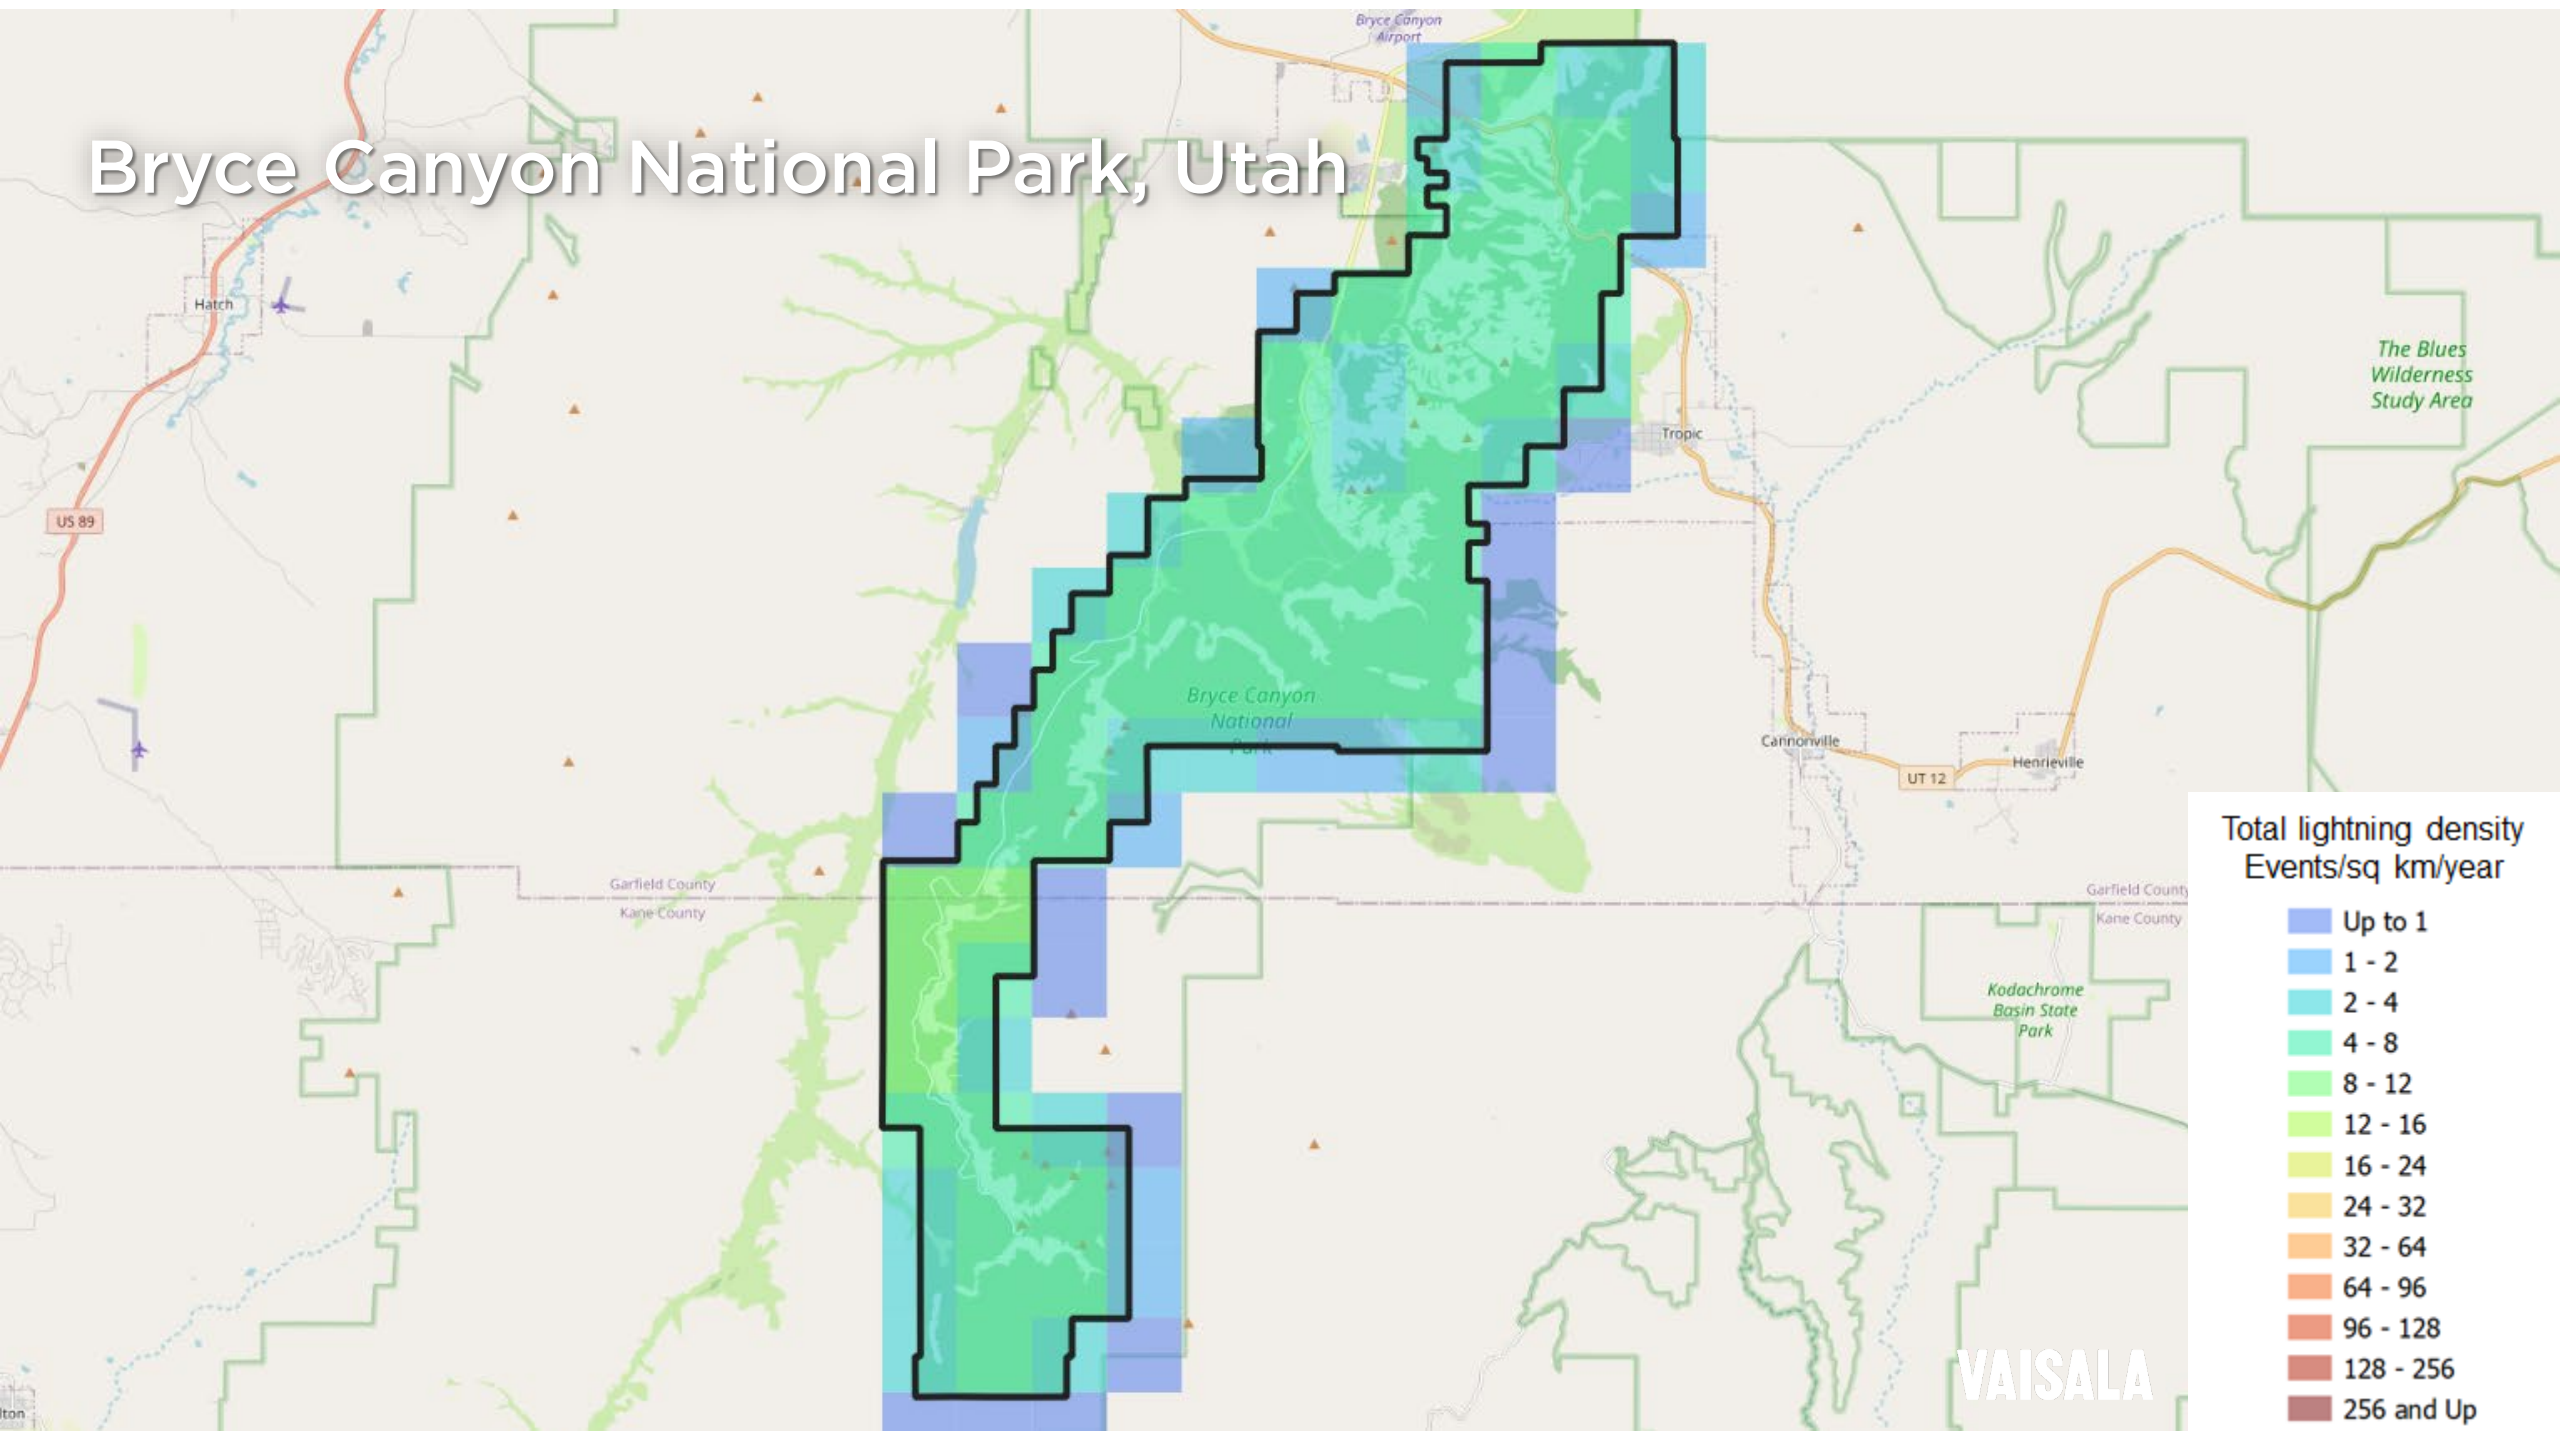 Bryce Canyon
Airport
Bryce Canyon National Park, Utah
Hatch
The Blues
Wilderness
Study Area
Tropic
US 89
Bryce Canyon
National
Park
Cannonville
Henrieville
UT 12
Garfield County
Kane County
Garfield County
Kane County
Kodachrome
Basin State
Park
lton
VAISALA
Total lightning density
Events/sq km/year
Up to 1
1 - 2
2 - 4
4 - 8
8 - 12
12 - 16
16 - 24
24 - 32
32 - 64
64 - 96
96 - 128
128 - 256
256 and Up